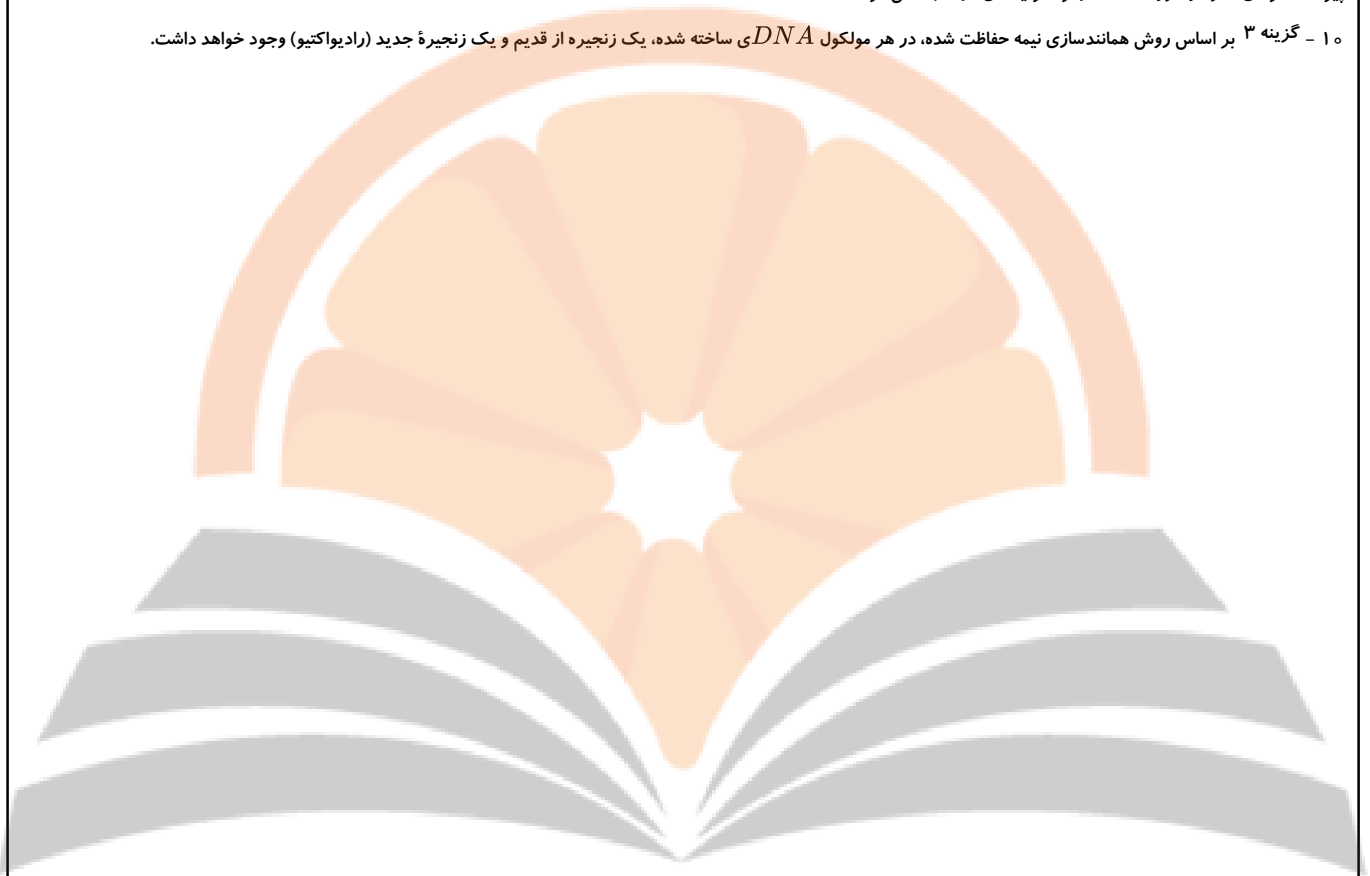 ۱۰ - گزینه ۳ بر اساس روش همانندسازی نیمه حفاظت شده، در هر مولکول DNAی ساخته شده، یک زنجیره از قدیم و یک زنجیرهٔ جدید (رادیواکتیو) وجود خواهد داشت.